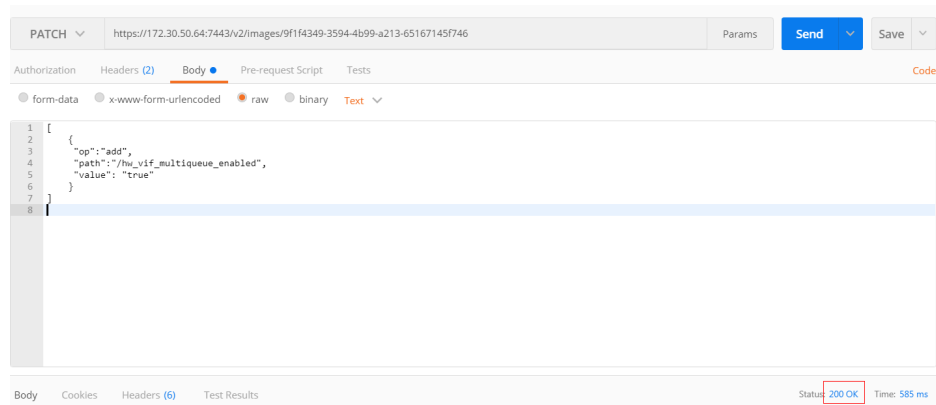 PATCH https://172.30.50.64:7443/v2/images/9f1f4349-3594-4b99-a213-65167145f746 Params Send Save
Authorization Headers (2) Body Pre-request Script Tests Code
form-data x-www-form-urlencoded raw binary Text
1 [
2 {
3 "op":"add",
4 "path":"/hw_vif_multiqueue_enabled",
5 "value": "true"
6 }
7 ]
8
Body Cookies Headers (6) Test Results Status: 200 OK Time: 585 ms